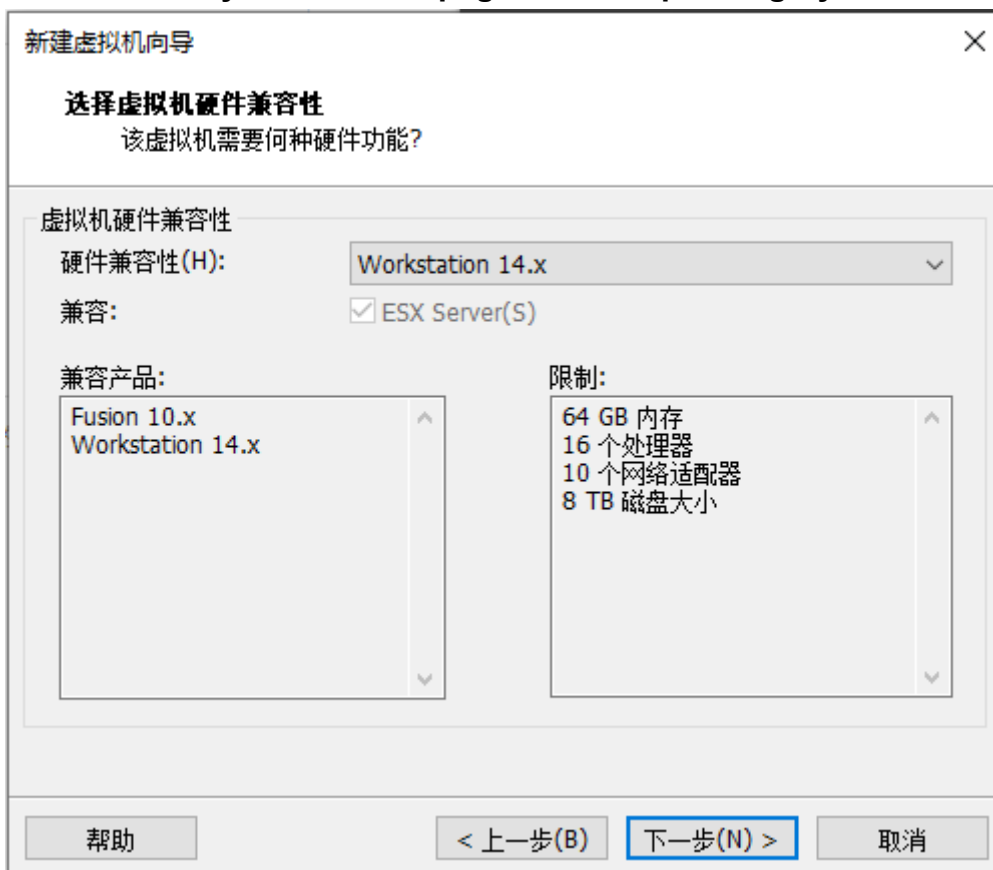 新建虚拟机向导
选择虚拟机硬件兼容性
该虚拟机需要何种硬件功能?
虚拟机硬件兼容性
硬件兼容性(H): Workstation 14.x
兼容: ESX Server(S)
兼容产品:
Fusion 10.x
Workstation 14.x
限制:
64 GB 内存
16 个处理器
10 个网络适配器
8 TB 磁盘大小
帮助 < 上一步(B) 下一步(N) > 取消